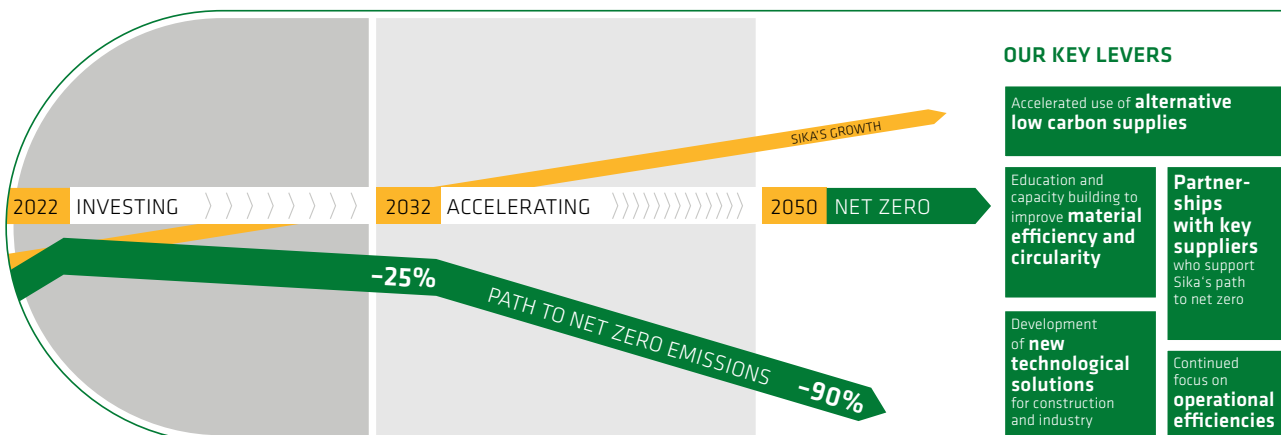 OUR KEY LEVERS
Accelerated use of alternative
low carbon supplies
SIKA'S GROWTH
2022 INVESTING
2032 ACCELERATING
2050 NET ZERO
Education and
capacity building to
improve material
efficiency and
circularity
Partner-
ships
with key
suppliers
who support
Sika's path
to net zero
–25%
PATH TO NET ZERO EMISSIONS
–90%
Development
of new
technological
solutions
for construction
and industry
Continued
focus on
operational
efficiencies